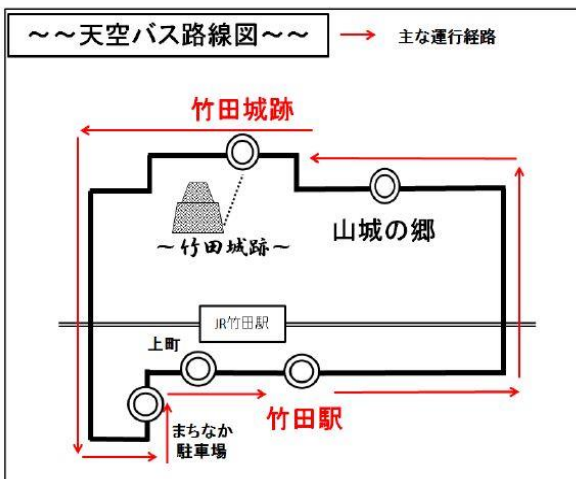 ～～天空バス路線図～～
主な運行経路
竹田城跡
山城の郷
～竹田城跡～
JR竹田駅
上町
竹田駅
まちなか
駐車場